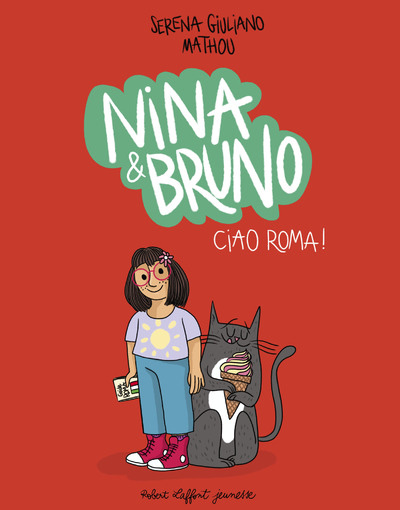 SERENA GIULIANO
MATHOU
NiNA
& BRUNO
CiAO ROMA!
Robert Laffont jeunesse